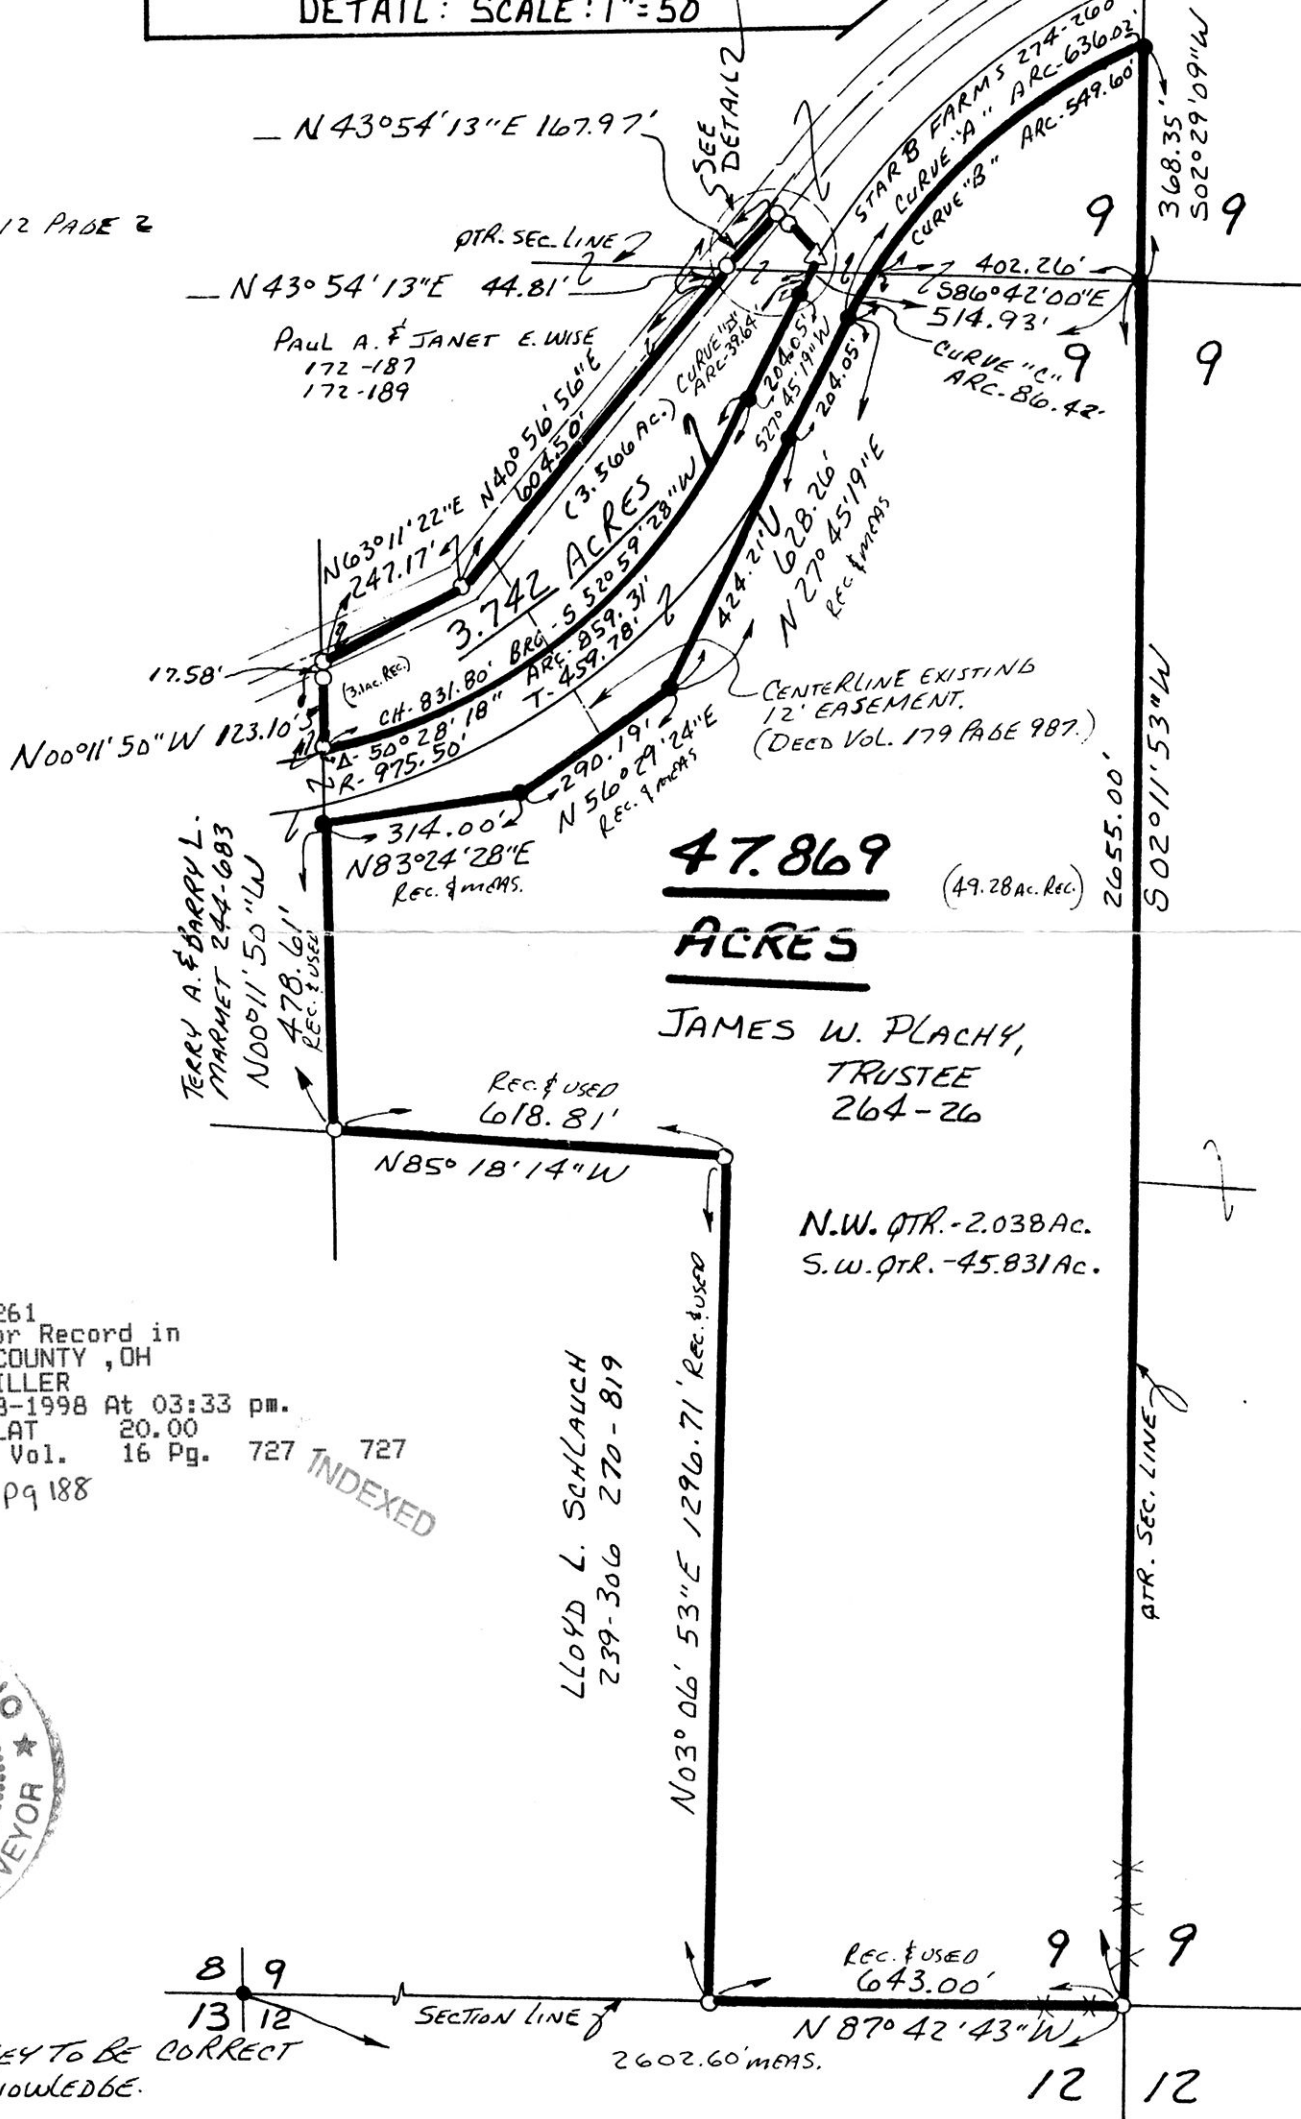 DETAIL: SCALE: 1"=50'
SEE
DETAIL 2
N 43°54'13"E 167.97'
STAR B FARMS 274-260
CURVE "A" ARC-636.02'
CURVE "B" ARC-549.60'
368.35'
S02°29'09"W
12 PAGE 2
QTR. SEC. LINE
9
9
N 43°54'13"E 44.81'
402.26'
S86°42'00"E
514.93'
PAUL A. & JANET E. WISE
172-187
172-189
CURVE "C"
ARC-86.42'
9
9
N40°56'56"E
604.50'
CURVE "D"
ARC-39.64'
(3.566 AC.)
204.05'
S27°45'19"W
204.05'
N63°11'22"E
247.17'
3.742 ACRES
628.26'
N 27°45'19"E
REC. & MEAS
424.21'
17.58'
(3.1AC. REC.)
CH-831.80' BRG-S 52°59'28"W
Δ-50°28'18" ARC-859.31'
R-975.50' T-459.78'
N00°11'50"W 123.10'
CENTERLINE EXISTING
12' EASEMENT.
(DEED VOL. 179 PAGE 987.)
290.19'
N 56°29'24"E
REC. & MEAS
314.00'
N83°24'28"E
REC. & MEAS.
TERRY A. & BARRY L.
MARMET 244-683
N00°11'50"W
478.61'
REC. & USED
47.869
ACRES
(49.28 AC. REC.)
2655.00'
S02°11'53"W
JAMES W. PLACHY,
TRUSTEE
264-26
REC. & USED
618.81'
N85°18'14"W
N.W. QTR.-2.038AC.
S.W. QTR.-45.831AC.
261
or Record in
COUNTY ,OH
ILLER
-1998 At 03:33 pm.
LAT 20.00
Vol. 16 Pg. 727 - 727
pg 188
INDEXED
LLOYD L. SCHLAUCH
239-306 270-819
N03°06'53"E 1296.71' REC. & USED
QTR. SEC. LINE
VEYOR
8 9
13 12
SECTION LINE
REC. & USED
643.00'
N 87°42'43"W
2602.60' MEAS.
9 9
12 12
EY TO BE CORRECT
NOWLEDGE.